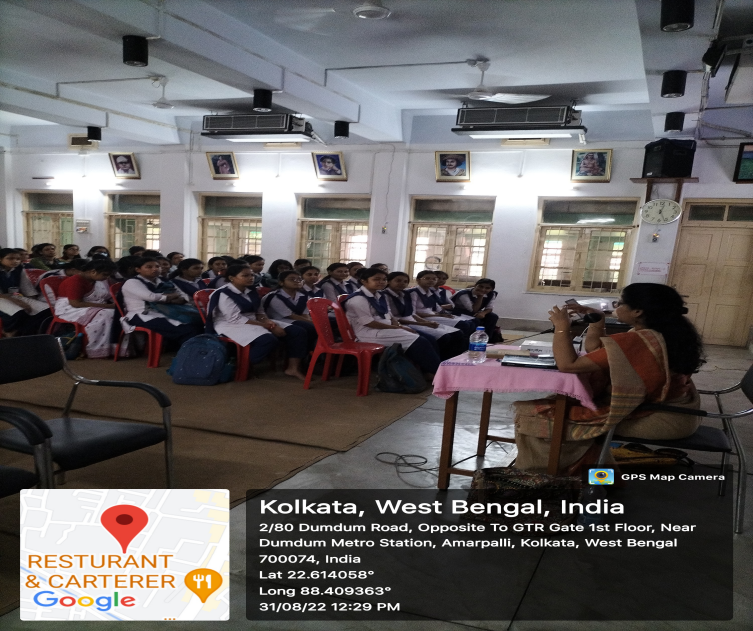 GPS Map Camera
Kolkata, West Bengal, India
2/80 Dumdum Road, Opposite To GTR Gate 1st Floor, Near
Dumdum Metro Station, Amarpalli, Kolkata, West Bengal
700074, India
Lat 22.614058°
Long 88.409363°
31/08/22 12:29 PM
RESTURANT
& CARTERER
Google